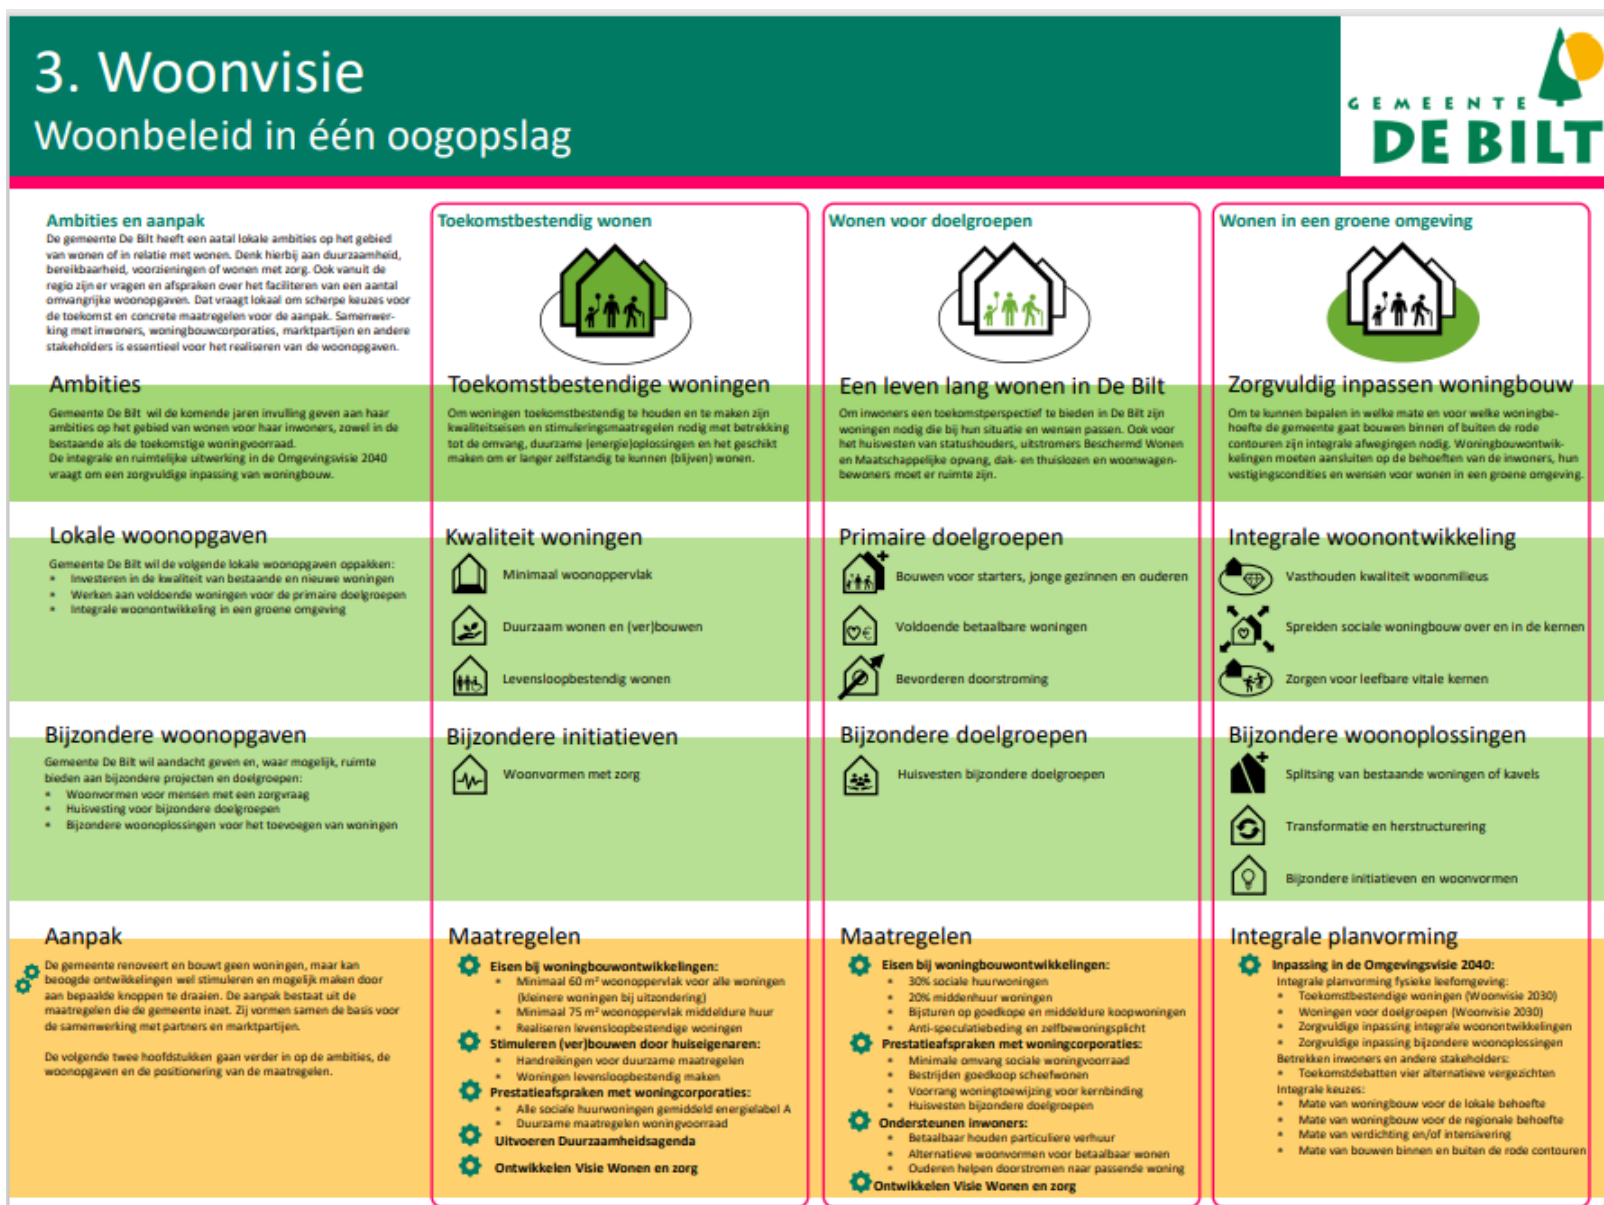 3. Woonvisie
Woonbeleid in één oogopslag
GEMEENTE
DE BILT
Ambities en aanpak
De gemeente De Bilt heeft een aatal lokale ambities op het gebied
van wonen of in relatie met wonen. Denk hierbij aan duurzaamheid,
bereikbaarheid, voorzieningen of wonen met zorg. Ook vanuit de
regio zijn er vragen en afspraken over het faciliteren van een aantal
omvangrijke woonopgaven. Dat vraagt lokaal om scherpe keuzes voor
de toekomst en concrete maatregelen voor de aanpak. Samenwer-
king met inwoners, woningbouwcorporaties, marktpartijen en andere
stakeholders is essentieel voor het realiseren van de woonopgaven.
Ambities
Gemeente De Bilt wil de komende jaren invulling geven aan haar
ambities op het gebied van wonen voor haar inwoners, zowel in de
bestaande als de toekomstige woningvoorraad.
De integrale en ruimtelijke uitwerking in de Omgevingsvisie 2040
vraagt om een zorgvuldige inpassing van woningbouw.
Lokale woonopgaven
Gemeente De Bilt wil de volgende lokale woonopgaven oppakken:
* Investeren in de kwaliteit van bestaande en nieuwe woningen
* Werken aan voldoende woningen voor de primaire doelgroepen
* Integrale woonontwikkeling in een groene omgeving
Bijzondere woonopgaven
Gemeente De Bilt wil aandacht geven en, waar mogelijk, ruimte
bieden aan bijzondere projecten en doelgroepen:
* Woonvormen voor mensen met een zorgvraag
* Huisvesting voor bijzondere doelgroepen
* Bijzondere woonoplossingen voor het toevoegen van woningen
Aanpak
De gemeente renoveert en bouwt geen woningen, maar kan
beoogde ontwikkelingen wel stimuleren en mogelijk maken door
aan bepaalde knoppen te draaien. De aanpak bestaat uit de
maatregelen die de gemeente inzet. Zij vormen samen de basis voor
de samenwerking met partners en marktpartijen.
De volgende twee hoofdstukken gaan verder in op de ambities, de
woonopgaven en de positionering van de maatregelen.
Toekomstbestendig wonen
Toekomstbestendige woningen
Om woningen toekomstbestendig te houden en te maken zijn
kwaliteitseisen en stimuleringsmaatregelen nodig met betrekking
tot de omvang, duurzame (energie)oplossingen en het geschikt
maken om er langer zelfstandig te kunnen (blijven) wonen.
Kwaliteit woningen
Minimaal woonoppervlak
Duurzaam wonen en (ver)bouwen
Levensloopbestendig wonen
Bijzondere initiatieven
Woonvormen met zorg
Maatregelen
Eisen bij woningbouwontwikkelingen:
* Minimaal 60 m² woonoppervlak voor alle woningen
(kleinere woningen bij uitzondering)
* Minimaal 75 m² woonoppervlak middeldure huur
* Realiseren levensloopbestendige woningen
Stimuleren (ver)bouwen door huiseigenaren:
* Handreikingen voor duurzame maatregelen
* Woningen levensloopbestendig maken
Prestatieafspraken met woningcorporaties:
* Alle sociale huurwoningen gemiddeld energielabel A
* Duurzame maatregelen woningvoorraad
Uitvoeren Duurzaamheidsagenda
Ontwikkelen Visie Wonen en zorg
Wonen voor doelgroepen
Een leven lang wonen in De Bilt
Om inwoners een toekomstperspectief te bieden in De Bilt zijn
woningen nodig die bij hun situatie en wensen passen. Ook voor
het huisvesten van statushouders, uitstromers Beschermd Wonen
en Maatschappelijke opvang, dak- en thuislozen en woonwagen-
bewoners moet er ruimte zijn.
Primaire doelgroepen
Bouwen voor starters, jonge gezinnen en ouderen
Voldoende betaalbare woningen
Bevorderen doorstroming
Bijzondere doelgroepen
Huisvesten bijzondere doelgroepen
Maatregelen
Eisen bij woningbouwontwikkelingen:
* 30% sociale huurwoningen
* 20% middenhuur woningen
* Bijsturen op goedkope en middeldure koopwoningen
* Anti-speculatiebeding en zelfbewoningsplicht
Prestatieafspraken met woningcorporaties:
* Minimale omvang sociale woningvoorraad
* Bestrijden goedkoop scheefwonen
* Voorrang woningtoewijzing voor kernbinding
* Huisvesten bijzondere doelgroepen
Ondersteunen inwoners:
* Betaalbaar houden particuliere verhuur
* Alternatieve woonvormen voor betaalbaar wonen
* Ouderen helpen doorstromen naar passende woning
Ontwikkelen Visie Wonen en zorg
Wonen in een groene omgeving
Zorgvuldig inpassen woningbouw
Om te kunnen bepalen in welke mate en voor welke woningbe-
hoefte de gemeente gaat bouwen binnen of buiten de rode
contouren zijn integrale afwegingen nodig. Woningbouwontwik-
kelingen moeten aansluiten op de behoeften van de inwoners, hun
vestigingscondities en wensen voor wonen in een groene omgeving.
Integrale woonontwikkeling
Vasthouden kwaliteit woonmilieus
Spreiden sociale woningbouw over en in de kernen
Zorgen voor leefbare vitale kernen
Bijzondere woonoplossingen
Splitsing van bestaande woningen of kavels
Transformatie en herstructurering
Bijzondere initiatieven en woonvormen
Integrale planvorming
Inpassing in de Omgevingsvisie 2040:
Integrale planvorming fysieke leefomgeving:
* Toekomstbestendige woningen (Woonvisie 2030)
* Woningen voor doelgroepen (Woonvisie 2030)
* Zorgvuldige inpassing integrale woonontwikkelingen
* Zorgvuldige inpassing bijzondere woonoplossingen
Betrekken inwoners en andere stakeholders:
* Toekomstdebatten vier alternatieve vergezichten
Integrale keuzes:
* Mate van woningbouw voor de lokale behoefte
* Mate van woningbouw voor de regionale behoefte
* Mate van verdichting en/of intensivering
* Mate van bouwen binnen en buiten de rode contouren